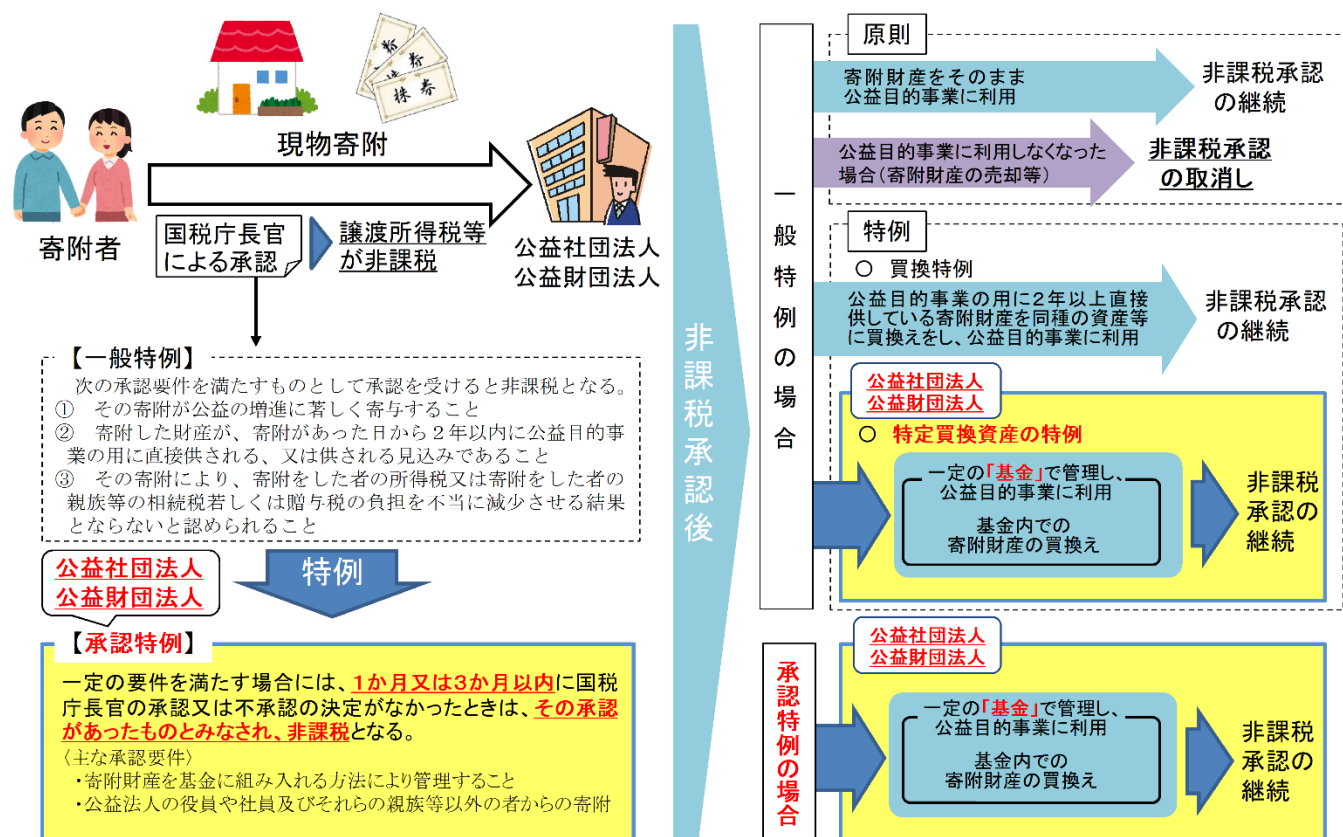 株券
株券
株券
現物寄附
寄附者
国税庁長官
による承認
譲渡所得税等
が非課税
公益社団法人
公益財団法人
【一般特例】
次の承認要件を満たすものとして承認を受けると非課税となる。
① その寄附が公益の増進に著しく寄与すること
② 寄附した財産が、寄附があった日から2年以内に公益目的事
業の用に直接供される、又は供される見込みであること
③ その寄附により、寄附をした者の所得税又は寄附をした者の
親族等の相続税若しくは贈与税の負担を不当に減少させる結果
とならないと認められること
公益社団法人
公益財団法人
特例
【承認特例】
一定の要件を満たす場合には、1か月又は3か月以内に国税
庁長官の承認又は不承認の決定がなかったときは、その承認
があったものとみなされ、非課税となる。
〈主な承認要件〉
・寄附財産を基金に組み入れる方法により管理すること
・公益法人の役員や社員及びそれらの親族等以外の者からの寄附
非課税承認後
一般特例の場合
原則
寄附財産をそのまま
公益目的事業に利用
非課税承認
の継続
公益目的事業に利用しなくなった
場合(寄附財産の売却等)
非課税承認
の取消し
特例
○ 買換特例
公益目的事業の用に2年以上直接
供している寄附財産を同種の資産等
に買換えをし、公益目的事業に利用
非課税承認
の継続
公益社団法人
公益財団法人
○ 特定買換資産の特例
一定の「基金」で管理し、
公益目的事業に利用
基金内での
寄附財産の買換え
非課税
承認の
継続
承認特例の場合
公益社団法人
公益財団法人
一定の「基金」で管理し、
公益目的事業に利用
基金内での
寄附財産の買換え
非課税
承認の
継続